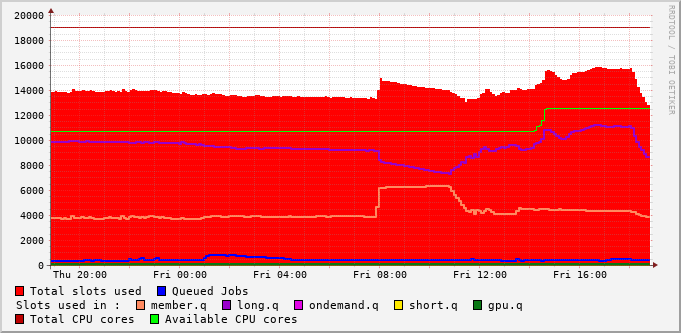 20000
18000
16000
14000
12000
10000
8000
6000
4000
2000
0
Thu 20:00 Fri 00:00 Fri 04:00 Fri 08:00 Fri 12:00 Fri 16:00
Total slots used Queued Jobs
Slots used in : member.q long.q ondemand.q short.q gpu.q
Total CPU cores Available CPU cores
RRDTOOL / TOBI OETIKER